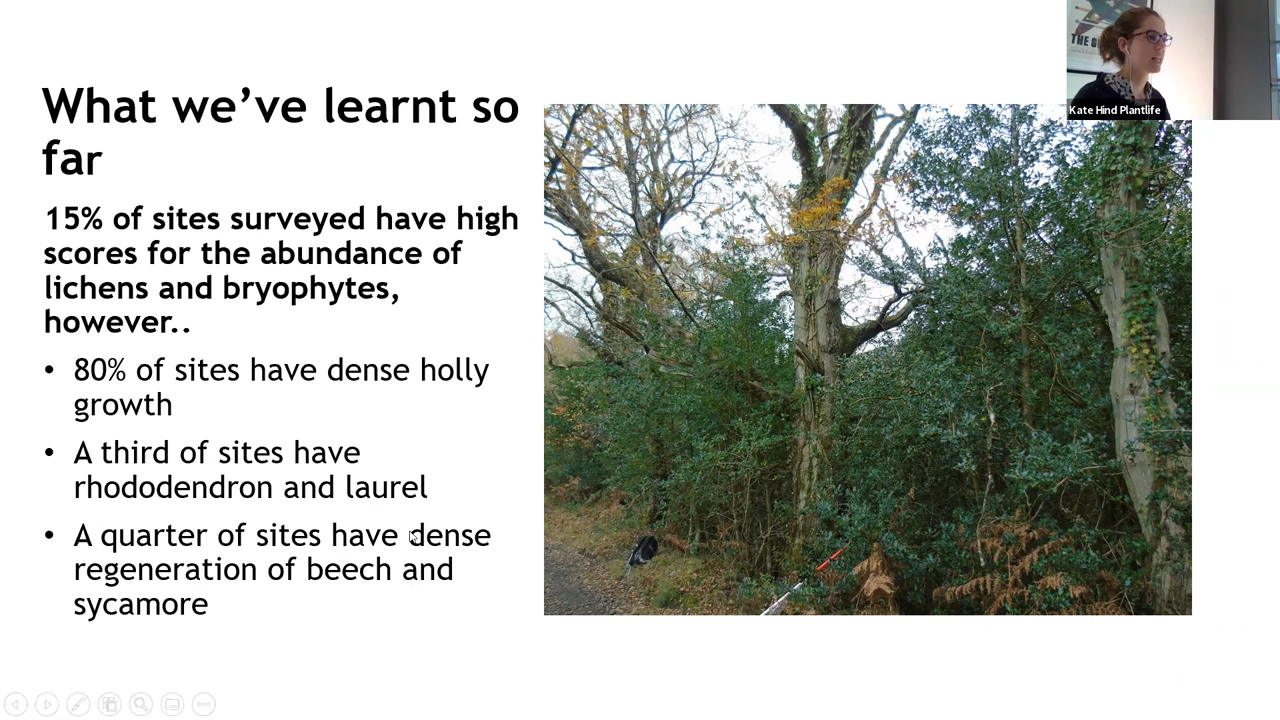 What we've learnt so
far
15% of sites surveyed have high
scores for the abundance of
lichens and bryophytes,
however..
• 80% of sites have dense holly
growth
• A third of sites have
rhododendron and laurel
• A quarter of sites have dense
regeneration of beech and
sycamore
Kate Hind Plantlife